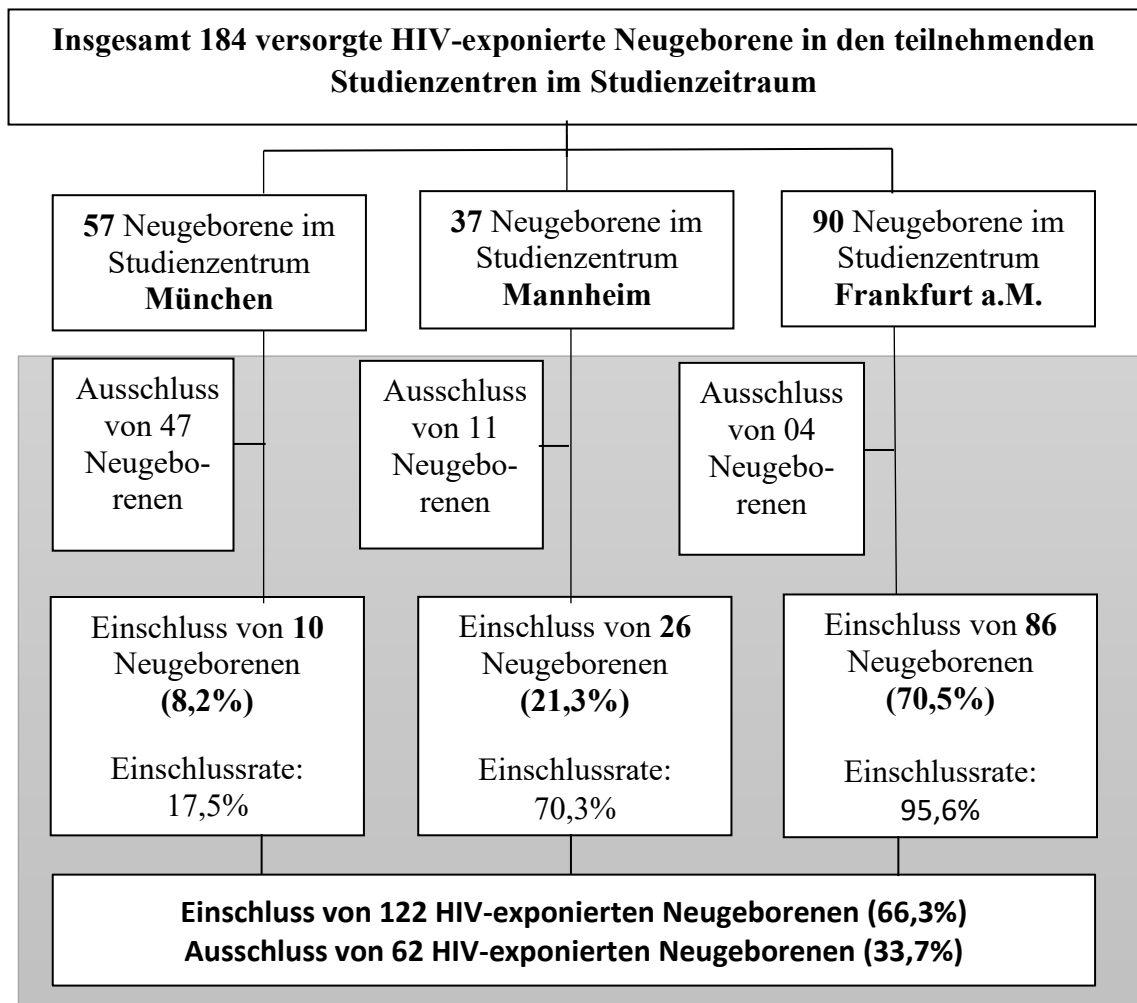 Insgesamt 184 versorgte HIV-exponierte Neugeborene in den teilnehmenden
Studienzentren im Studienzeitraum
57 Neugeborene im
Studienzentrum
München
37 Neugeborene im
Studienzentrum
Mannheim
90 Neugeborene im
Studienzentrum
Frankfurt a.M.
Ausschluss
von 47
Neugebo-
renen
Ausschluss
von 11
Neugebo-
renen
Ausschluss
von 04
Neugebo-
renen
Einschluss von 10
Neugeborenen
(8,2%)
Einschlussrate:
17,5%
Einschluss von 26
Neugeborenen
(21,3%)
Einschlussrate:
70,3%
Einschluss von 86
Neugeborenen
(70,5%)
Einschlussrate:
95,6%
Einschluss von 122 HIV-exponierten Neugeborenen (66,3%)
Ausschluss von 62 HIV-exponierten Neugeborenen (33,7%)